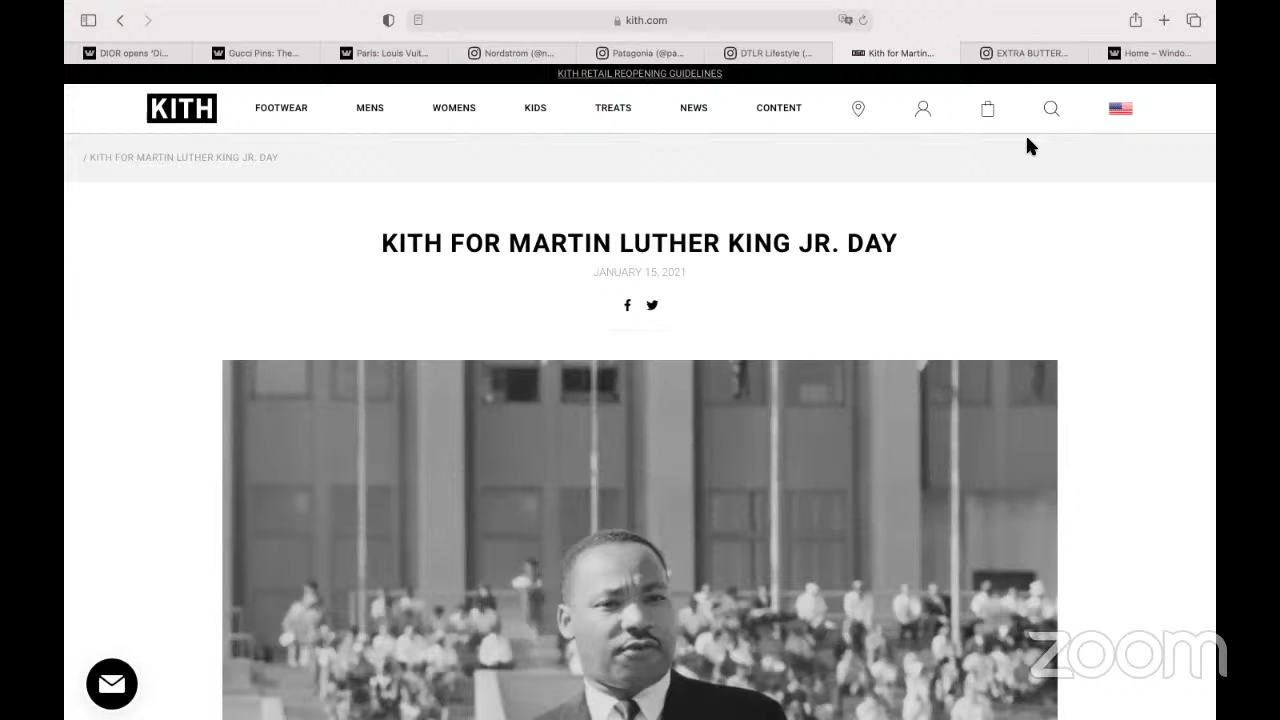 kith.com
DIOR opens 'Di...
Gucci Pins: The...
Paris: Louis Vuit...
Nordstrom (@n...
Patagonia (@pa...
DTLR Lifestyle (...
Kith for Martin...
EXTRA BUTTER...
Home – Windo...
KITH RETAIL REOPENING GUIDELINES
KITH
FOOTWEAR
MENS
WOMENS
KIDS
TREATS
NEWS
CONTENT
/ KITH FOR MARTIN LUTHER KING JR. DAY
KITH FOR MARTIN LUTHER KING JR. DAY
JANUARY 15, 2021
zoom